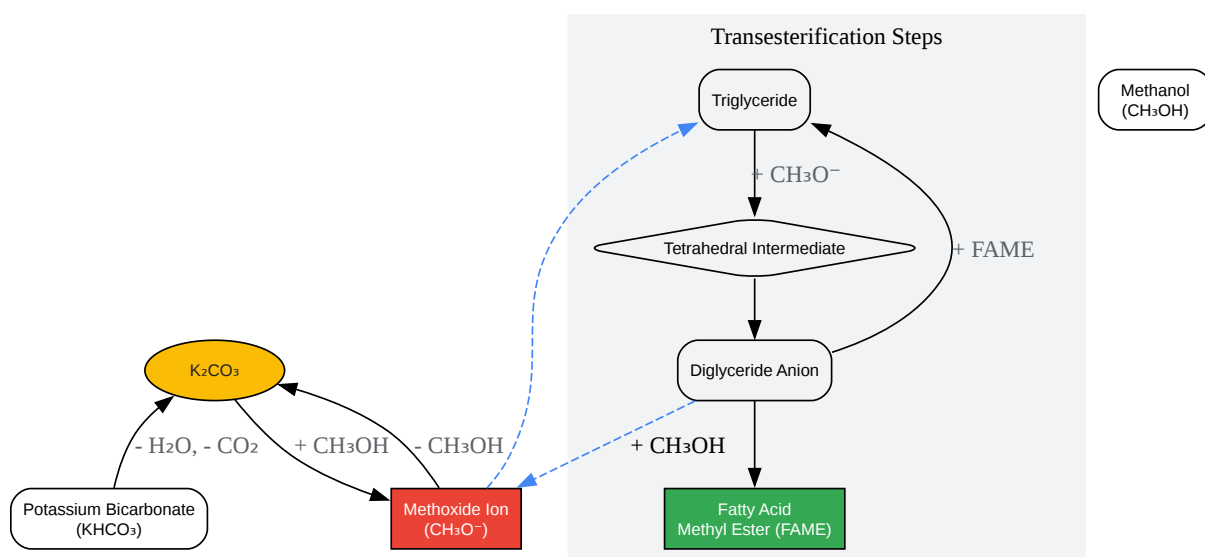 Transesterification Steps
Triglyceride
Methanol
(CH₃OH)
+ CH₃O⁻
Tetrahedral Intermediate
+ FAME
K₂CO₃
Diglyceride Anion
- H₂O, - CO₂
+ CH₃OH
- CH₃OH
+ CH₃OH
Potassium Bicarbonate
(KHCO₃)
Methoxide Ion
(CH₃O⁻)
Fatty Acid
Methyl Ester (FAME)